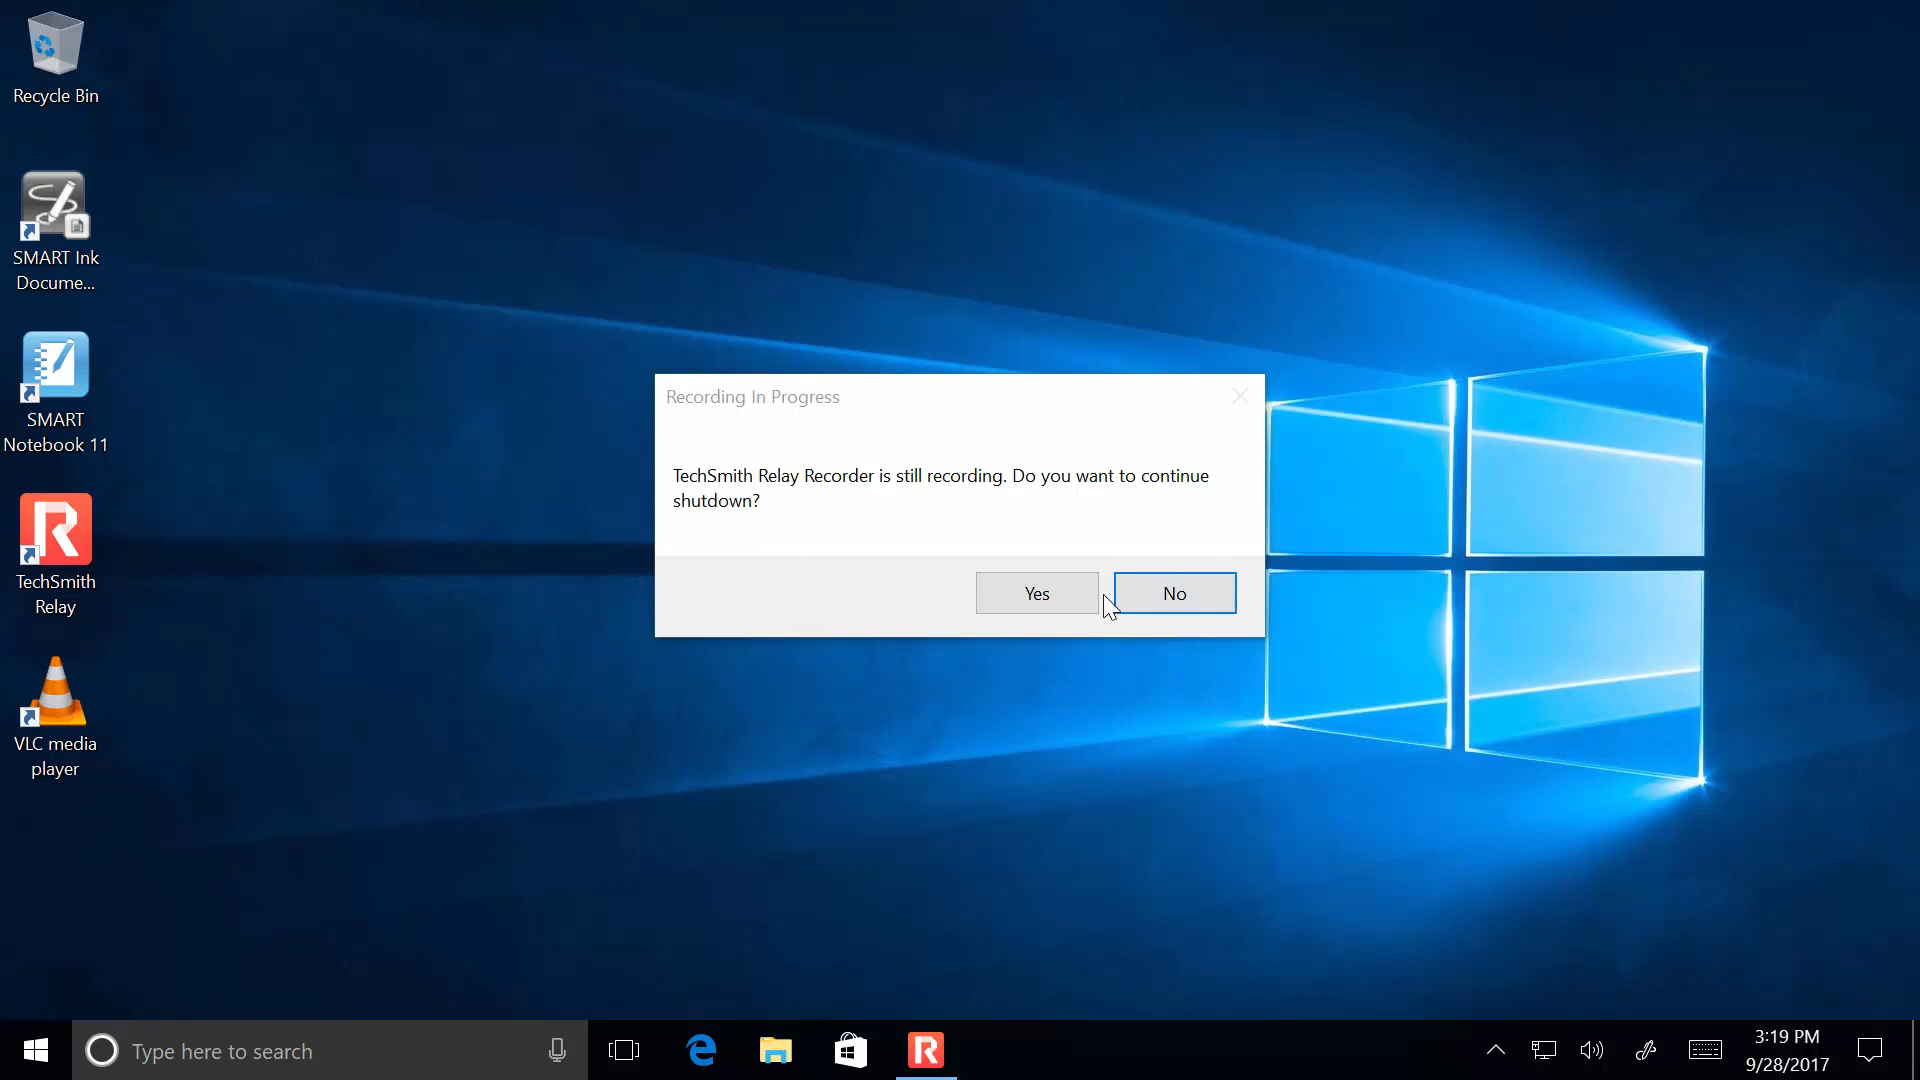 Recycle Bin
SMART Ink
Docume...
SMART
Notebook 11
TechSmith
Relay
VLC media
player
Recording In Progress
TechSmith Relay Recorder is still recording. Do you want to continue
shutdown?
Yes
No
Type here to search
3:19 PM
9/28/2017